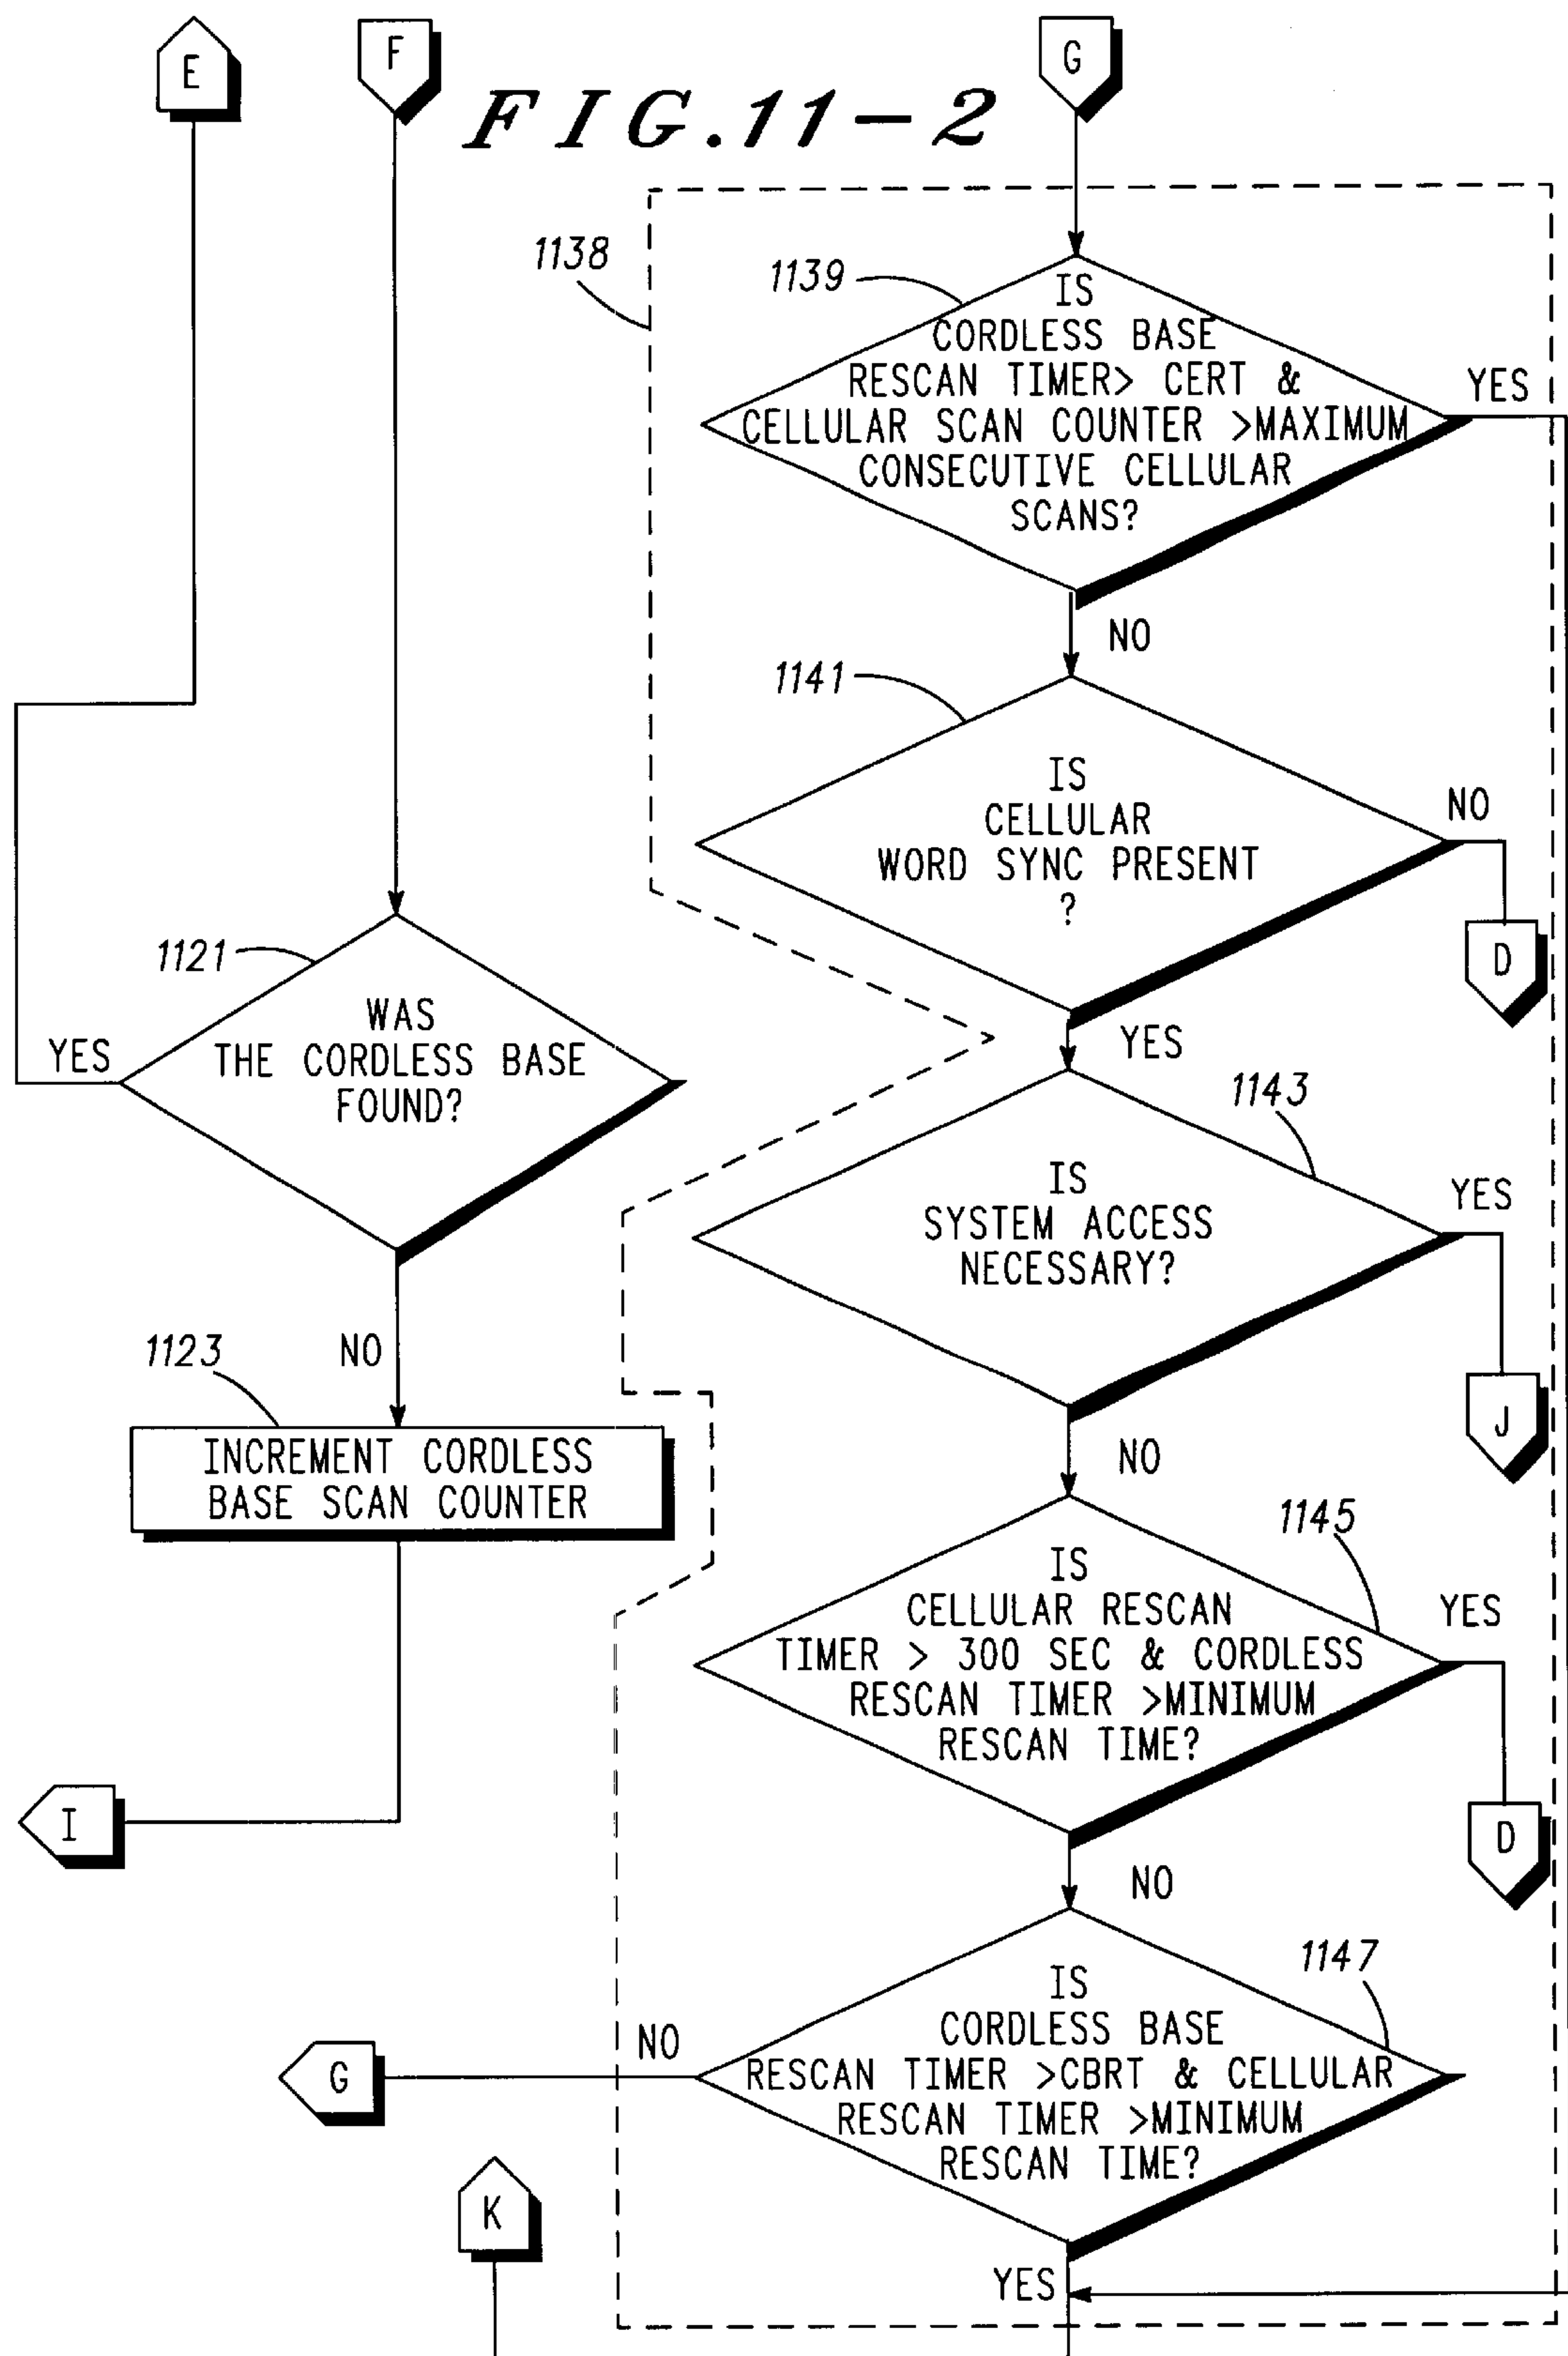 E
F
G
FIG.11-2
1138
1139
IS
CORDLESS BASE
RESCAN TIMER> CERT &
CELLULAR SCAN COUNTER >MAXIMUM
CONSECUTIVE CELLULAR
SCANS?
YES
NO
1141
IS
CELLULAR
WORD SYNC PRESENT
?
NO
D
YES
1121
WAS
THE CORDLESS BASE
FOUND?
YES
NO
1123
INCREMENT CORDLESS
BASE SCAN COUNTER
I
1143
IS
SYSTEM ACCESS
NECESSARY?
YES
J
NO
1145
IS
CELLULAR RESCAN
TIMER > 300 SEC & CORDLESS
RESCAN TIMER >MINIMUM
RESCAN TIME?
YES
D
NO
1147
IS
CORDLESS BASE
RESCAN TIMER >CBRT & CELLULAR
RESCAN TIMER >MINIMUM
RESCAN TIME?
NO
G
K
YES